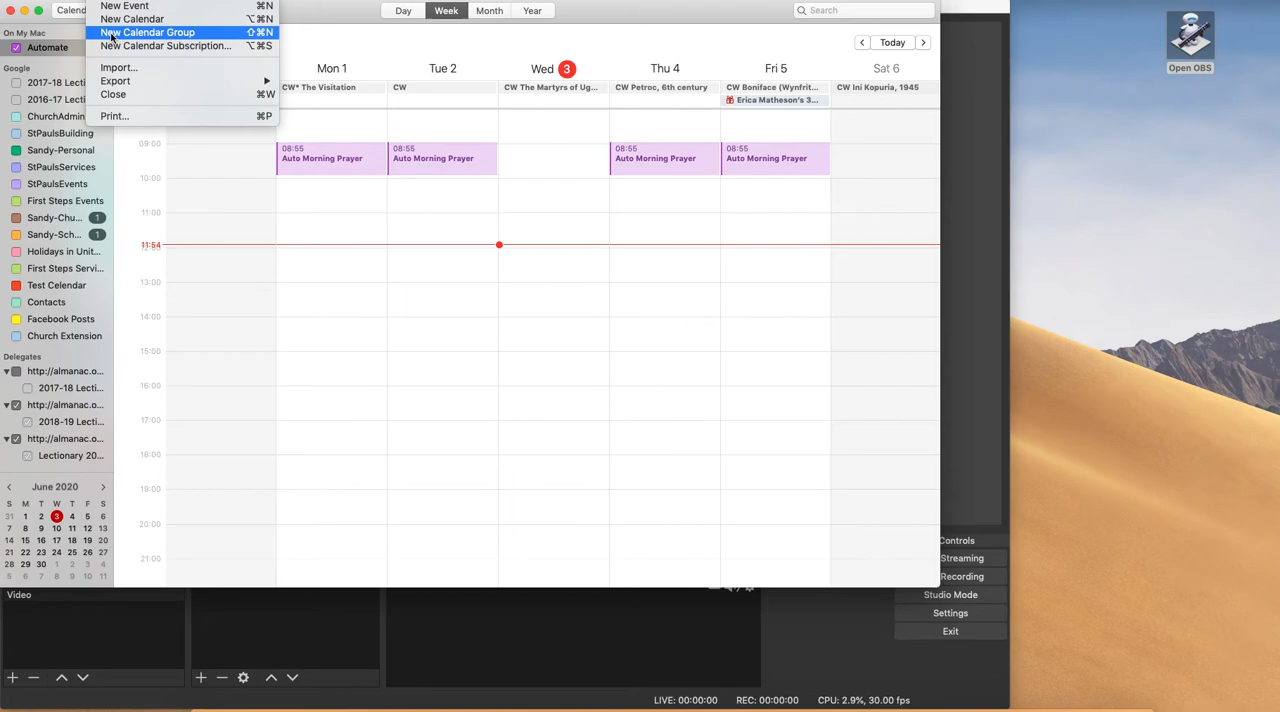 Calend
New Event ⌘N
New Calendar ⌥⌘N
New Calendar Group ⇧⌘N
New Calendar Subscription... ⌥⌘S
Import...
Export
Close ⌘W
Print... ⌘P
Day Week Month Year
Search
Today
On My Mac
Automate
Google
2017-18 Lecti
2016-17 Lecti
ChurchAdmin
StPaulsBuilding
Sandy-Personal
StPaulsServices
StPaulsEvents
First Steps Events
Sandy-Chu... 1
Sandy-Sch... 1
Holidays in Unit...
First Steps Servi...
Test Calendar
Contacts
Facebook Posts
Church Extension
Delegates
http://almanac.o...
2017-18 Lecti...
http://almanac.o...
2018-19 Lecti...
http://almanac.o...
Lectionary 20...
June 2020
S M T W T F S
31 1 2 3 4 5 6
7 8 9 10 11 12 13
14 15 16 17 18 19 20
21 22 23 24 25 26 27
28 29 30 1 2 3 4
5 6 7 8 9 10 11
Mon 1 Tue 2 Wed 3 Thu 4 Fri 5 Sat 6
CW* The Visitation CW CW The Martyrs of Ug... CW Petroc, 6th century CW Boniface (Wynfrit... CW Ini Kopuria, 1945
Erica Matheson's 3...
09:00
08:55
Auto Morning Prayer
08:55
Auto Morning Prayer
08:55
Auto Morning Prayer
08:55
Auto Morning Prayer
10:00
11:00
11:54
13:00
14:00
15:00
16:00
17:00
18:00
19:00
20:00
21:00
Open OBS
Controls
Streaming
Recording
Studio Mode
Settings
Exit
Video
LIVE: 00:00:00 REC: 00:00:00 CPU: 2.9%, 30.00 fps